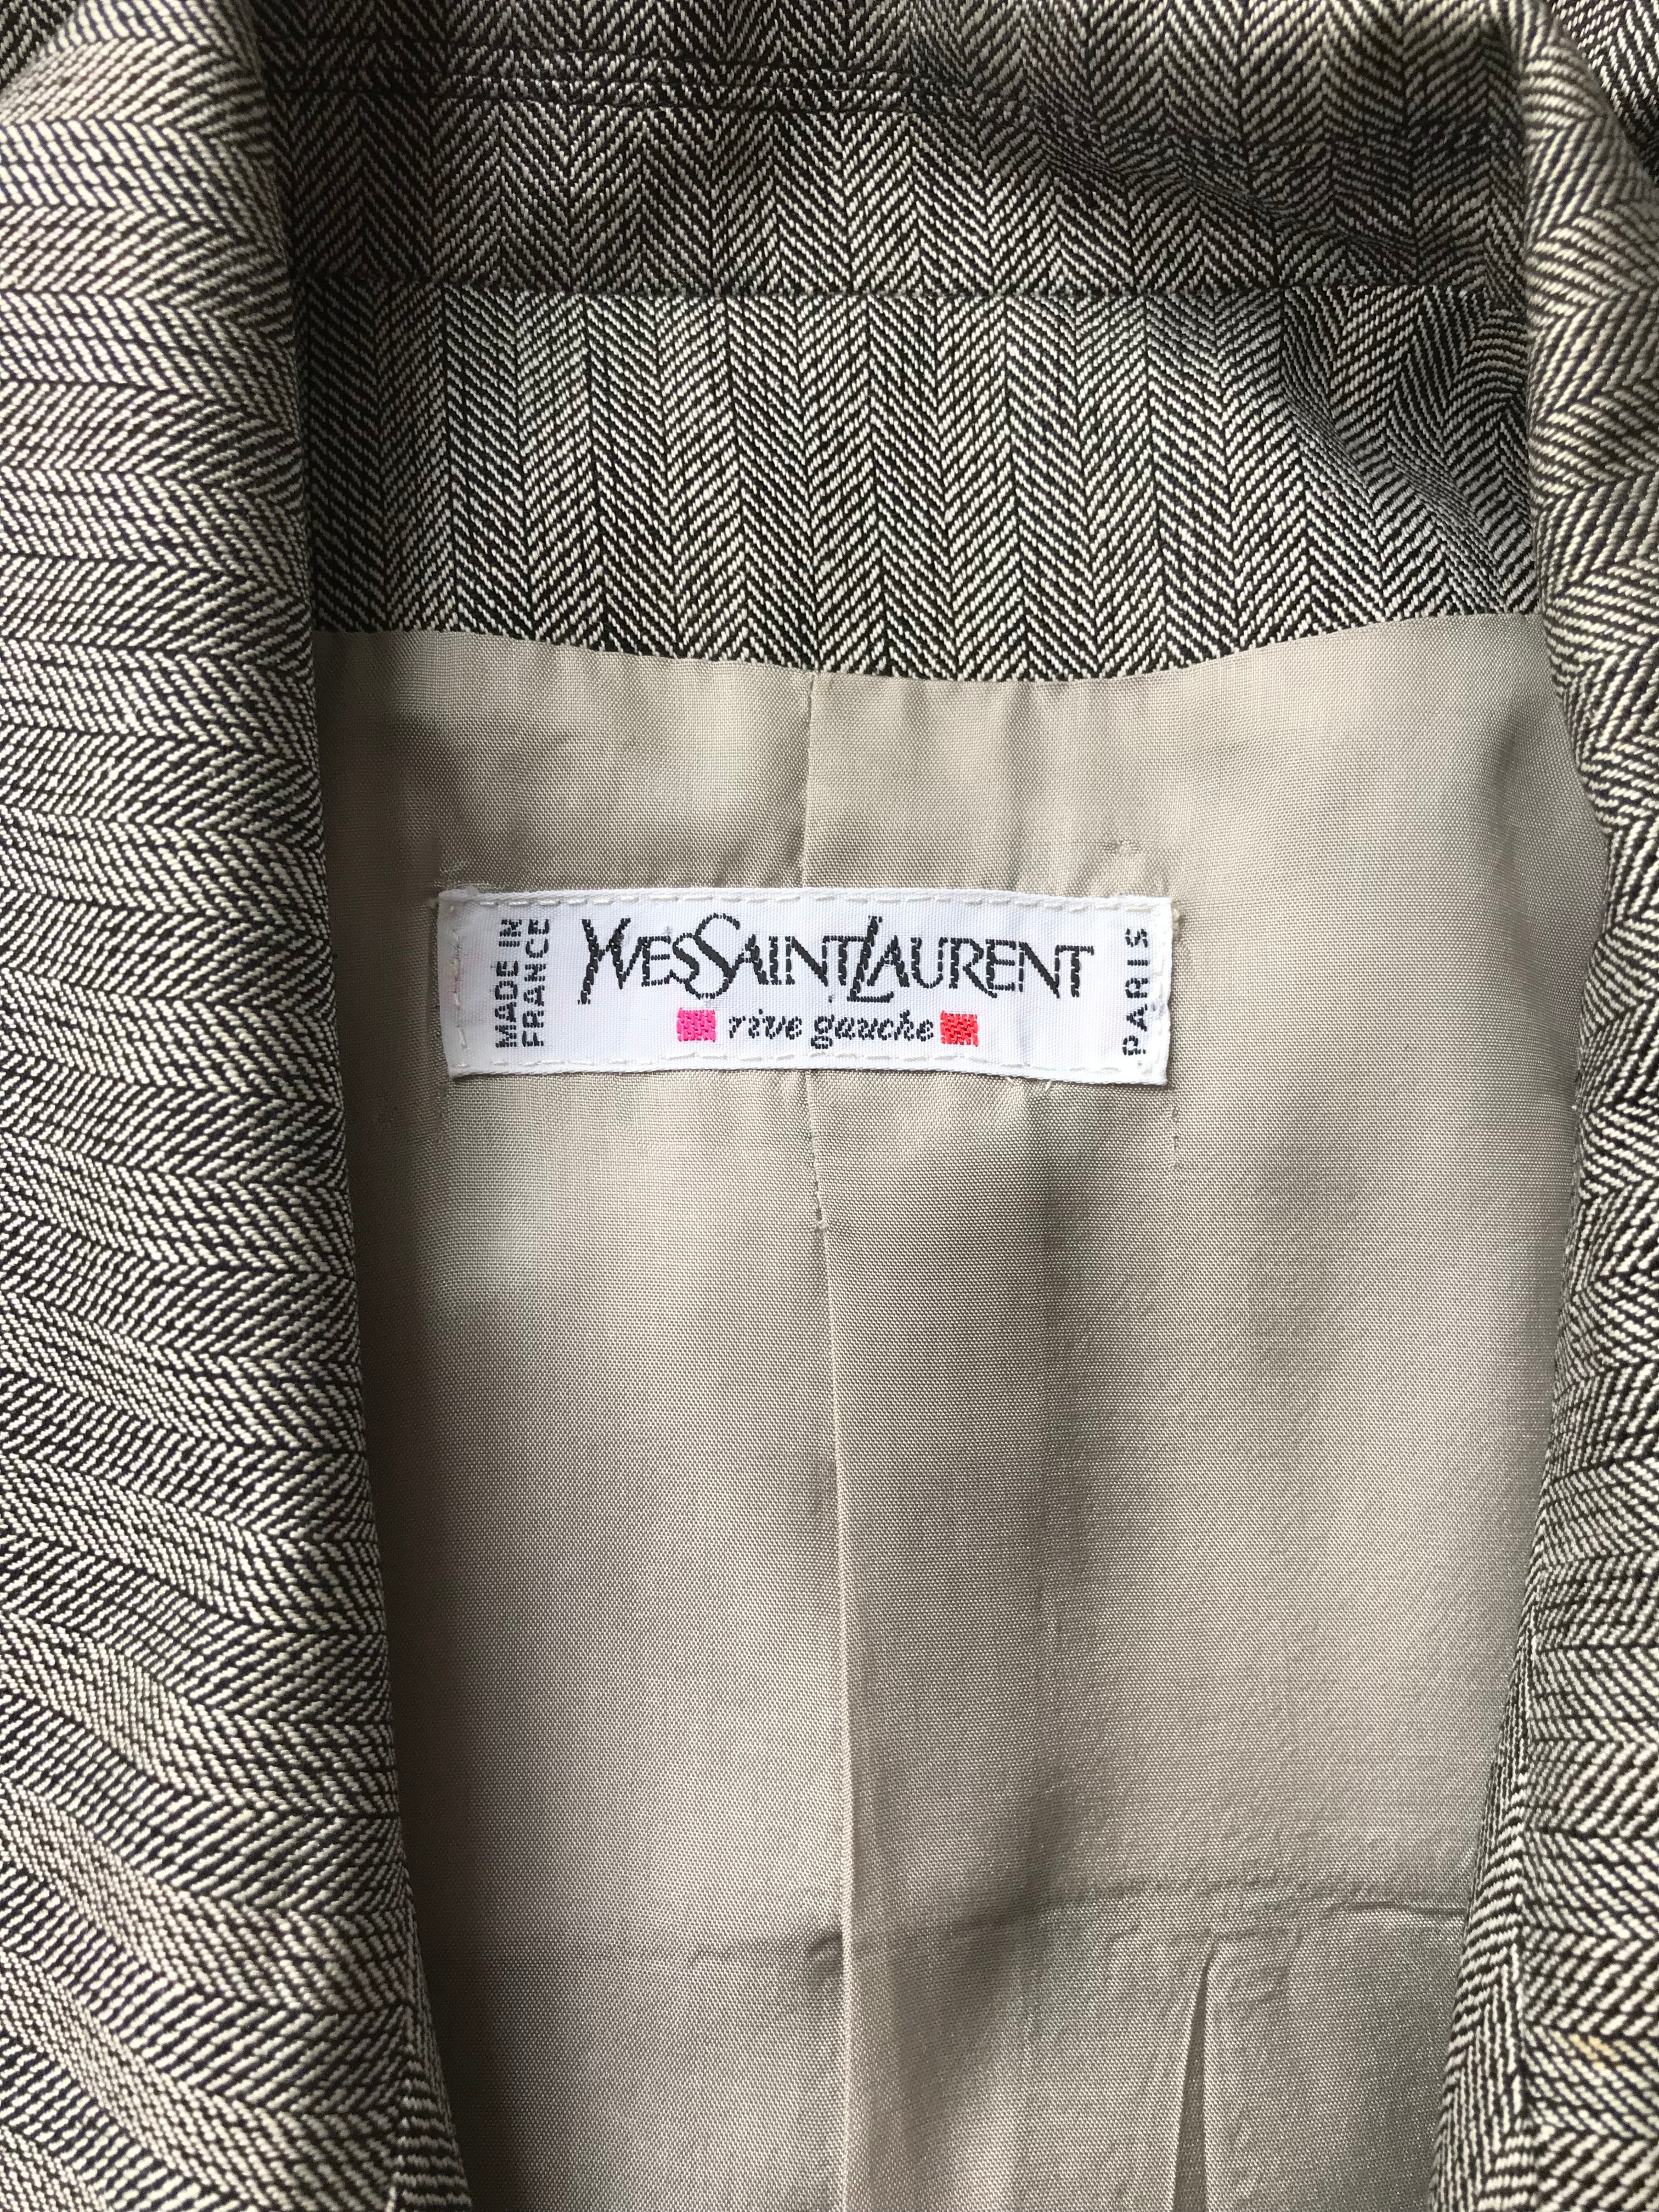 MADE IN
FRANCE
YVESSAINTLAURENT
rive gauche
PARIS